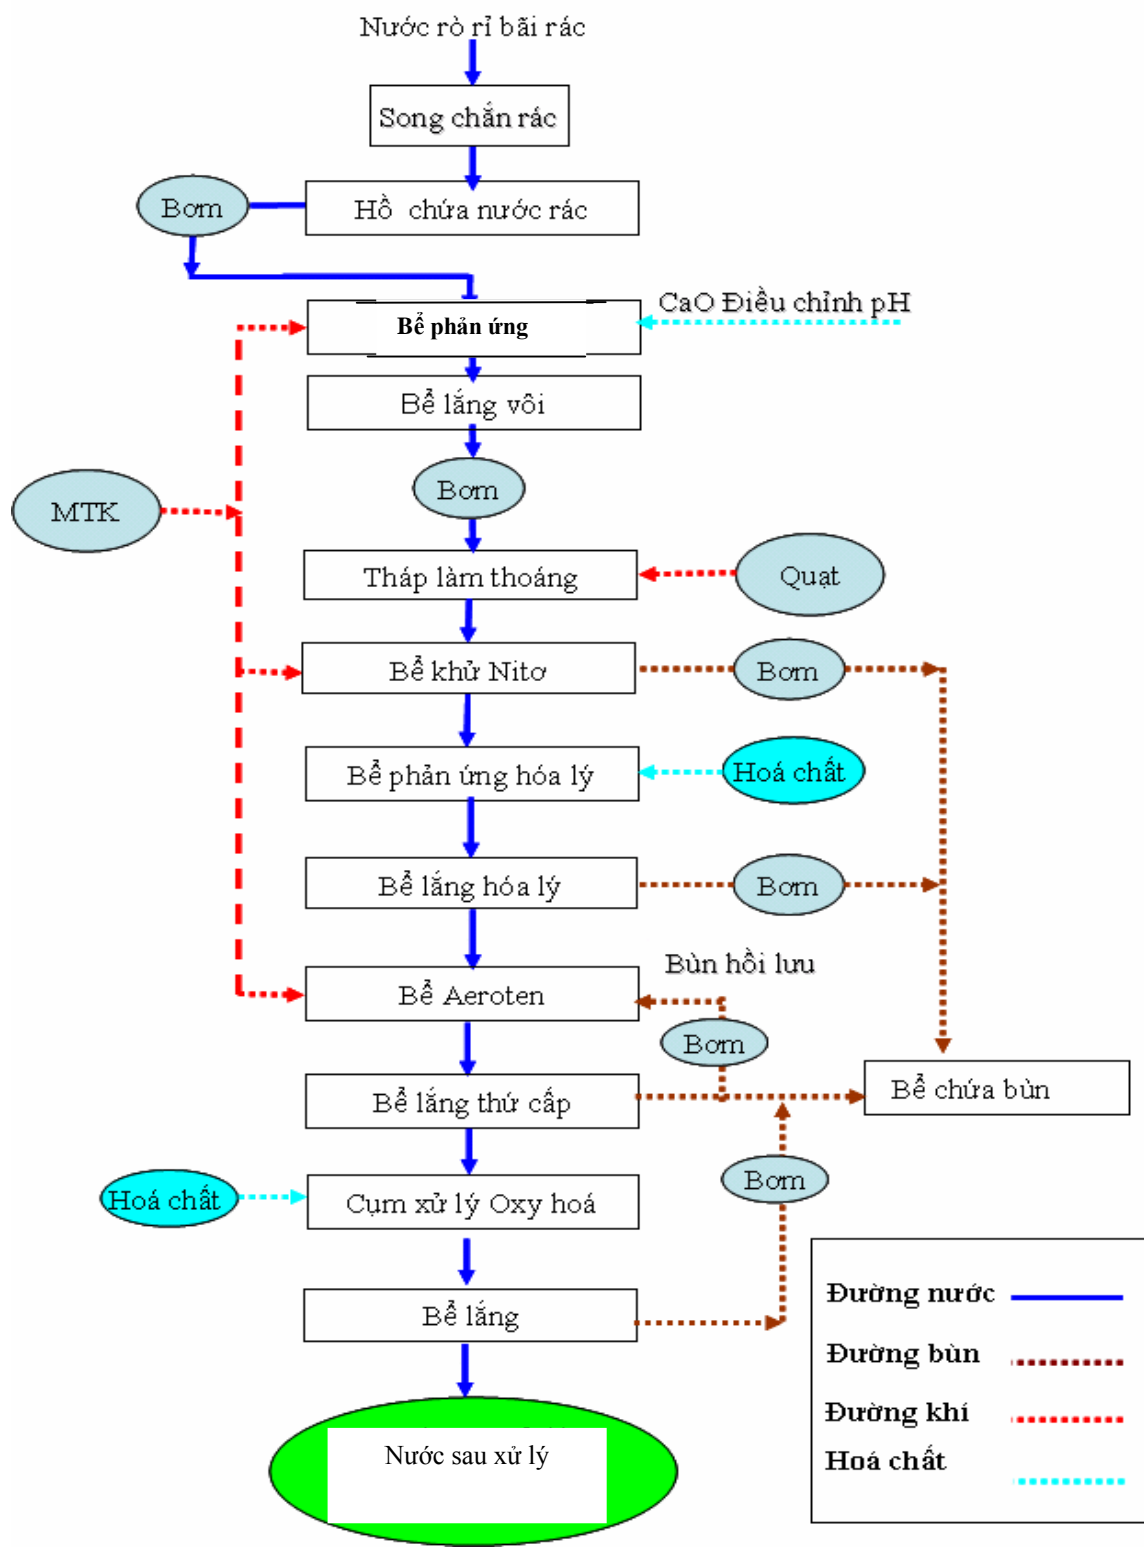 Nước rò rỉ bãi rác
Song chắn rác
Bơm
Hồ chứa nước rác
CaO Điều chỉnh pH
Bể phản ứng
Bể lắng vôi
Bơm
MTK
Tháp làm thoáng
Quạt
Bể khử Nitơ
Bơm
Bể phản ứng hóa lý
Hoá chất
Bể lắng hóa lý
Bơm
Bùn hồi lưu
Bể Aeroten
Bơm
Bể lắng thứ cấp
Bể chứa bùn
Bơm
Hoá chất
Cụm xử lý Oxy hoá
Bể lắng
Đường nước
Đường bùn
Đường khí
Hoá chất
Nước sau xử lý